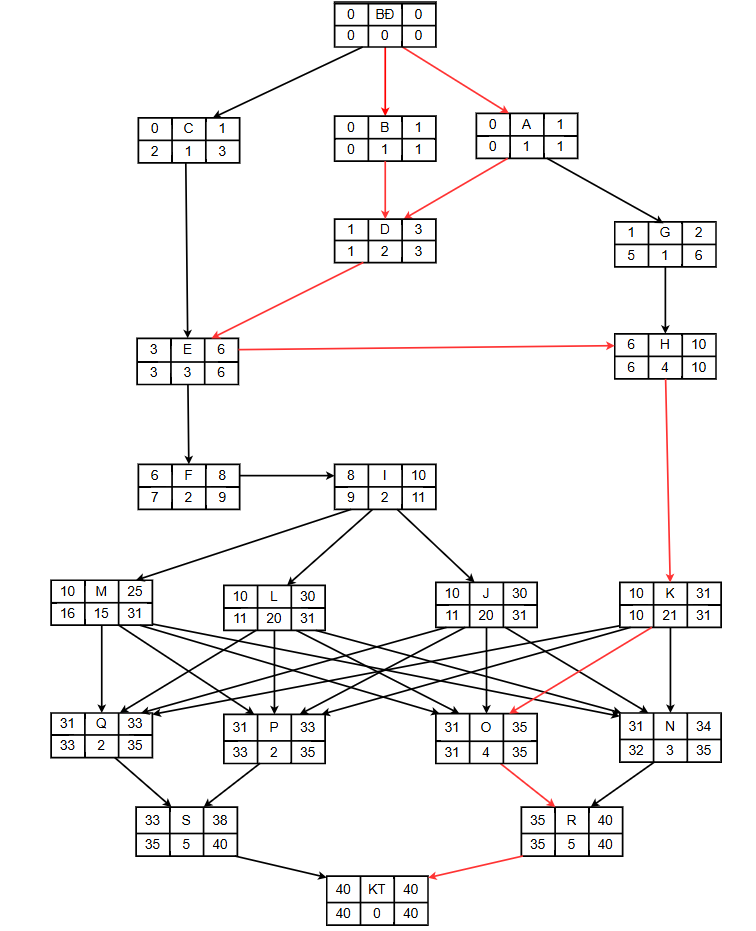 0 BĐ 0
0 0 0
0 C 1
2 1 3
0 B 1
0 1 1
0 A 1
0 1 1
1 D 3
1 2 3
1 G 2
5 1 6
3 E 6
3 3 6
6 H 10
6 4 10
6 F 8
7 2 9
8 I 10
9 2 11
10 M 25
16 15 31
10 L 30
11 20 31
10 J 30
11 20 31
10 K 31
10 21 31
31 Q 33
33 2 35
31 P 33
33 2 35
31 O 35
31 4 35
31 N 34
32 3 35
33 S 38
35 5 40
35 R 40
35 5 40
40 KT 40
40 0 40